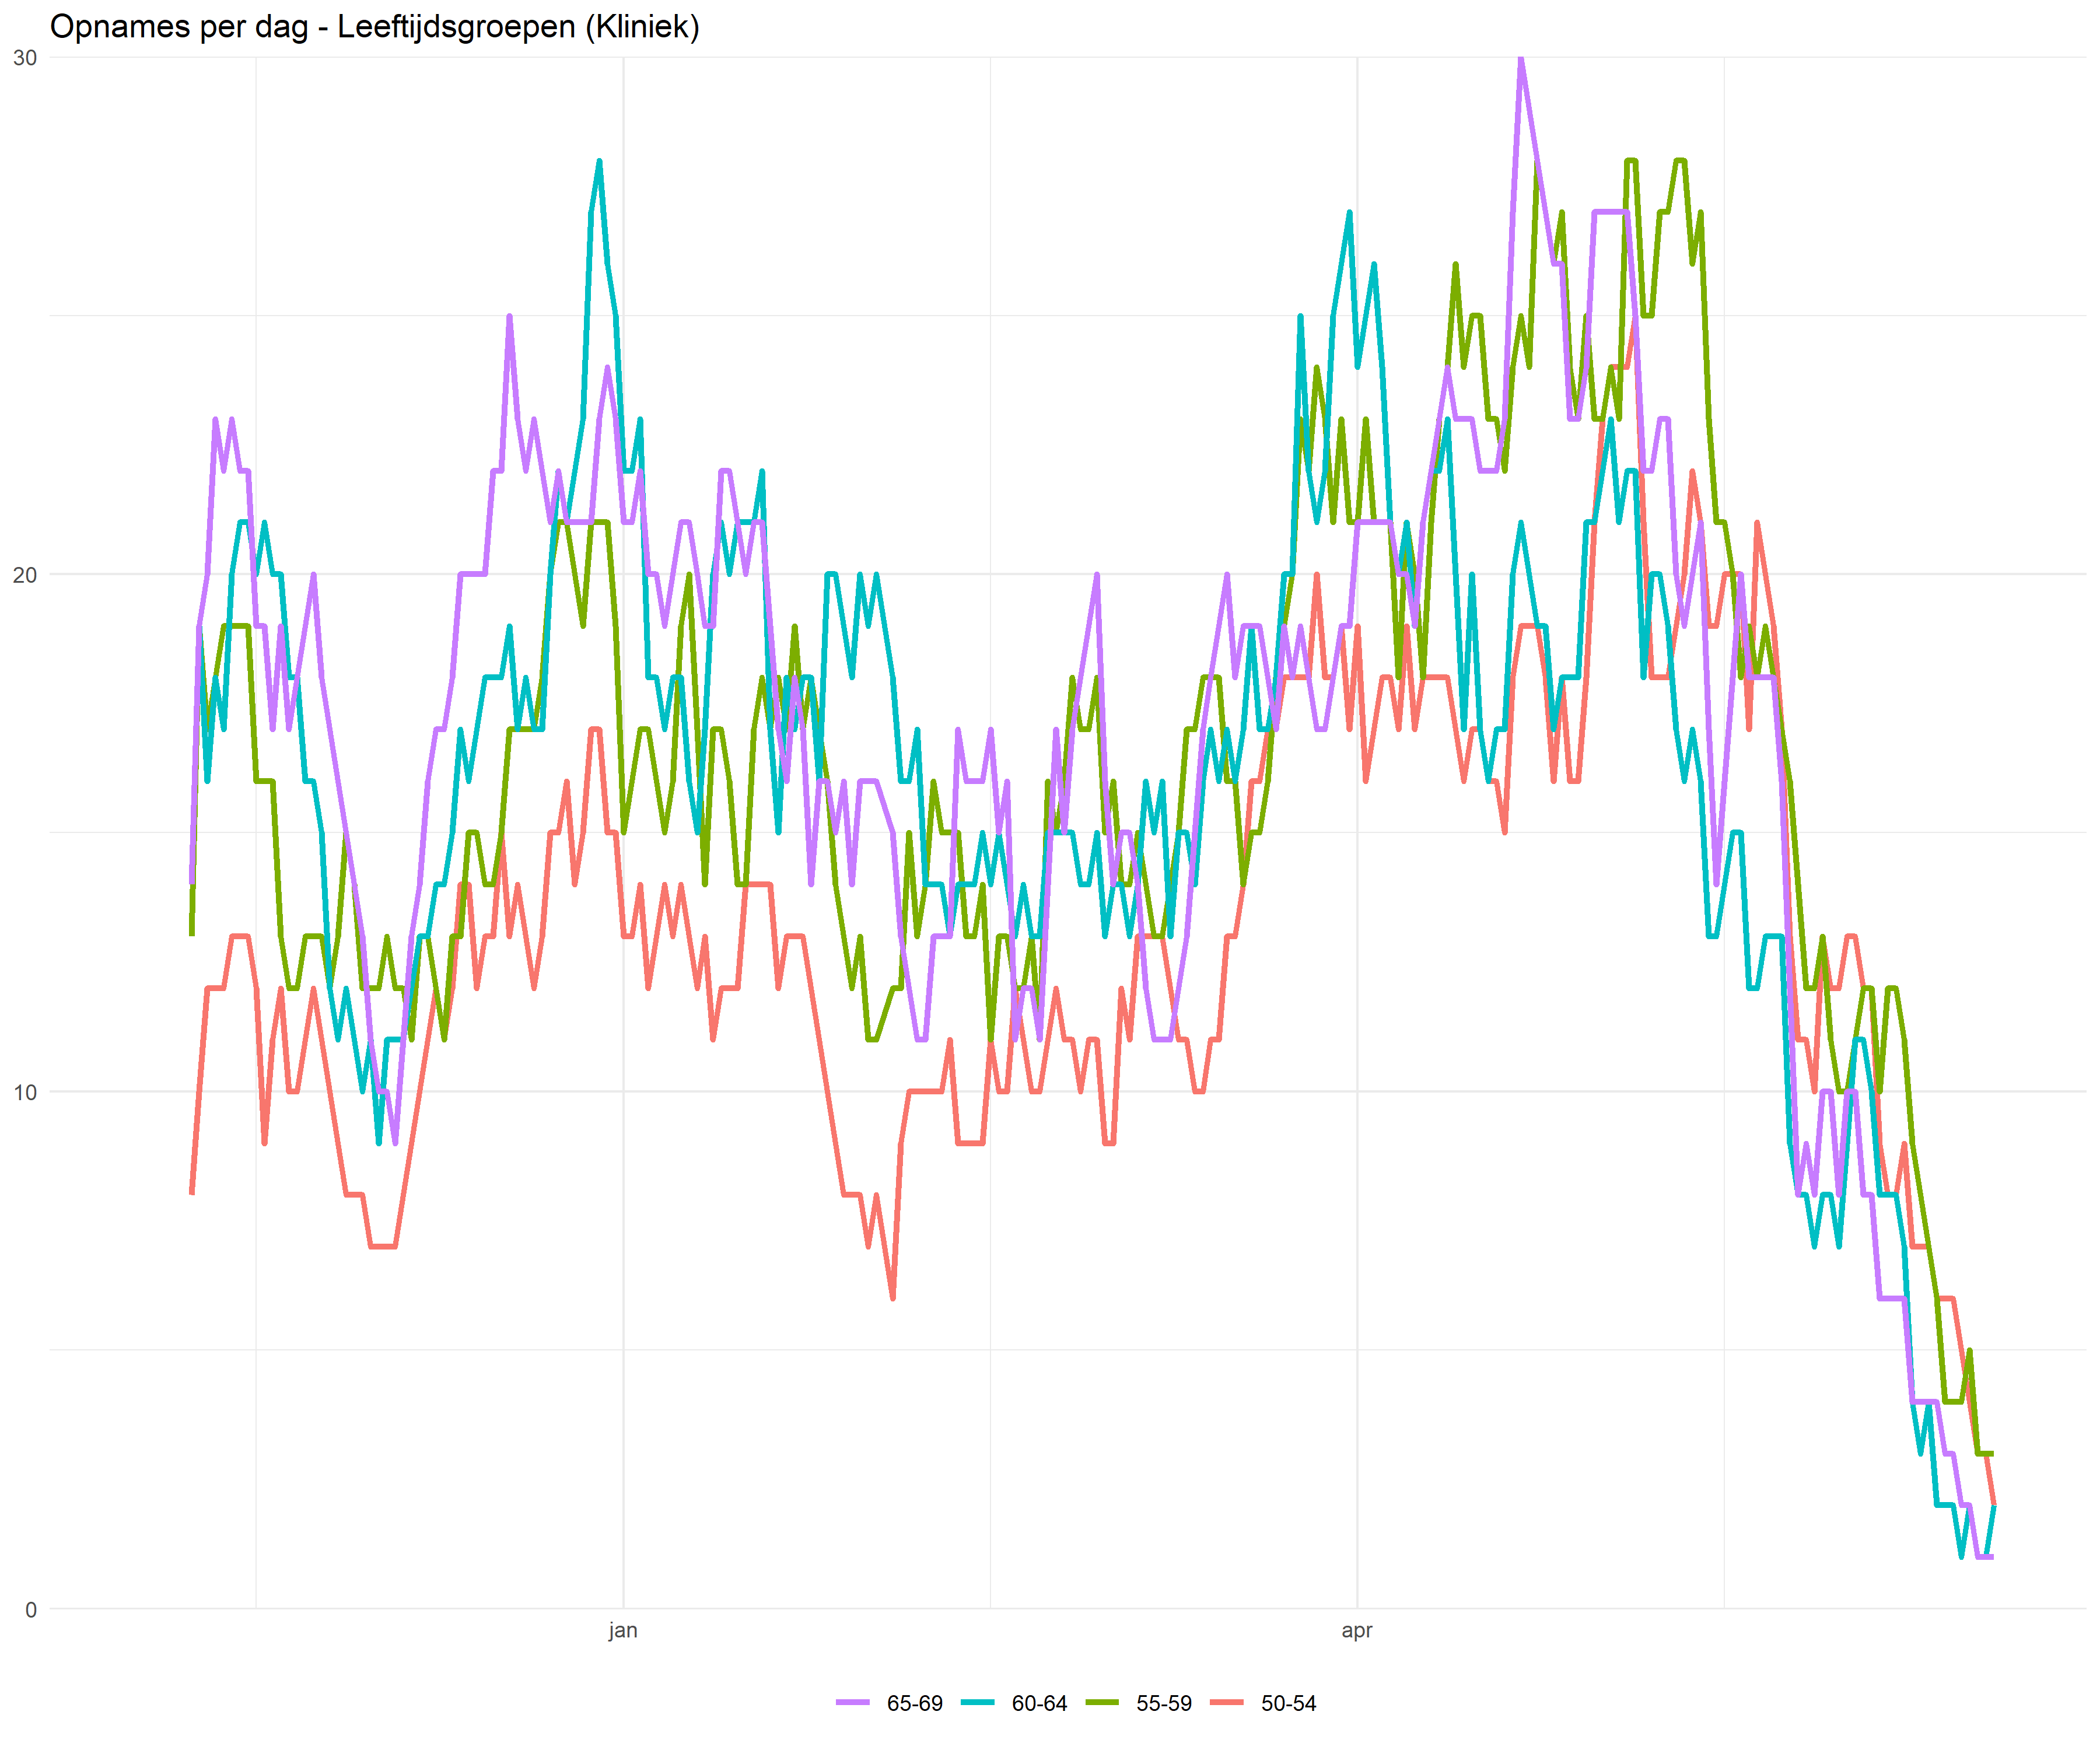 Opnames per dag - Leeftijdsgroepen (Kliniek)
30
20
10
0
jan apr
65-69 60-64 55-59 50-54